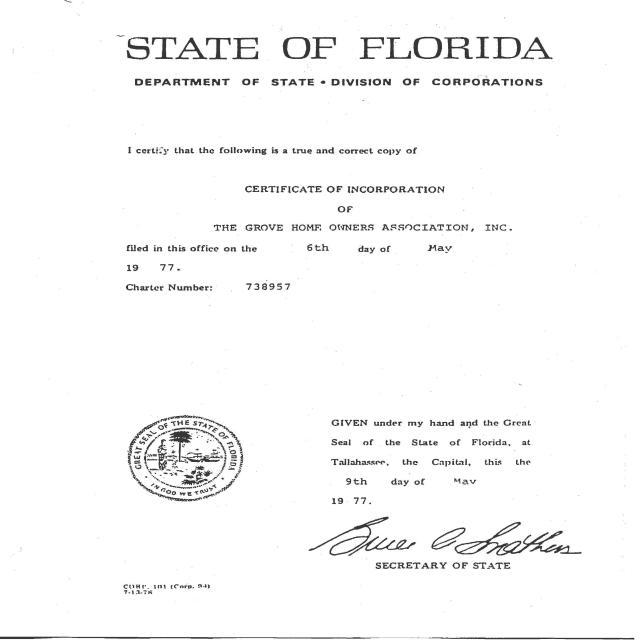 STATE OF FLORIDA
DEPARTMENT OF STATE • DIVISION OF CORPORATIONS
I certify that the following is a true and correct copy of
CERTIFICATE OF INCORPORATION
OF
THE GROVE HOME OWNERS ASSOCIATION, INC.
filed in this office on the 6th day of May
19 77.
Charter Number: 738957
GREAT SEAL OF THE STATE OF FLORIDA
• IN GOD WE TRUST •
GIVEN under my hand and the Great
Seal of the State of Florida, at
Tallahassee, the Capital, this the
9th day of May
19 77.
Bruce A Smathers
SECRETARY OF STATE
CORP. 101 (Corp. 94)
7-13-76